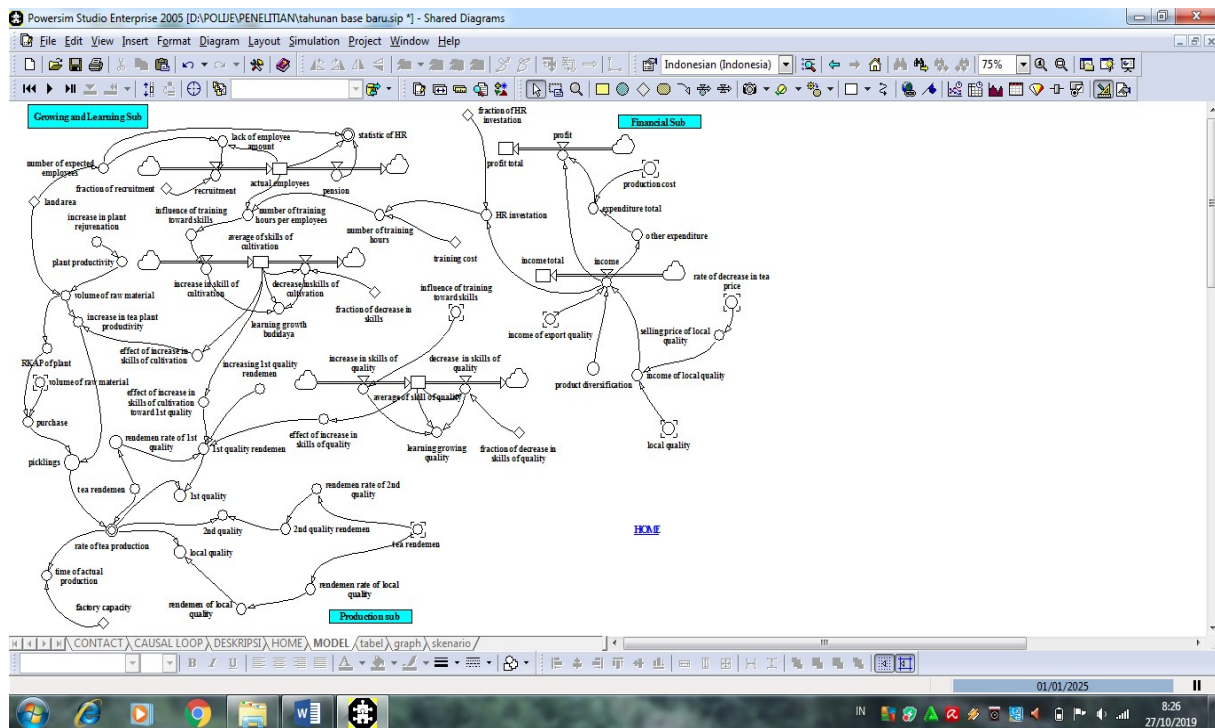 Powersim Studio Enterprise 2005 [D:\POLIJE\PENELITIAN\tahunan base baru.sip *] - Shared Diagrams
File Edit View Insert Format Diagram Layout Simulation Project Window Help
Indonesian (Indonesia)
75%
Growing and Learning Sub
fraction of HR
investation
Financial Sub
lack of employee
amount
statistic of HR
profit
profit total
number of expected
employees
actual employees
recruitment
pension
fraction of recruitment
land area
production cost
expenditure total
influence of training
toward skills
number of training
hours per employees
number of training
hours
HR investation
increase in plant
rejuvenation
other expenditure
average of skills of
cultivation
training cost
plant productivity
income total
income
rate of decrease in tea
price
increase in skill of
cultivation
decrease in skills of
cultivation
influence of training
toward skills
volume of raw material
fraction of decrease in
skills
income of export quality
increase in tea plant
productivity
learning growth
budidaya
selling price of local
quality
RKAP of plant
effect of increase in
skills of cultivation
increasing 1st quality
rendemen
increase in skills of
quality
decrease in skills of
quality
volume of raw material
product diversification
income of local quality
effect of increase in
skills of cultivation
toward 1st quality
average of skill of quality
purchase
rendemen rate of 1st
quality
1st quality rendemen
effect of increase in
skills of quality
learning growing
quality
fraction of decrease in
skills of quality
local quality
picklings
tea rendemen
1st quality
rendemen rate of 2nd
quality
2nd quality
2nd quality rendemen
tea rendemen
HOME
rate of tea production
local quality
time of actual
production
rendemen rate of local
quality
factory capacity
rendemen of local
quality
Production sub
CONTACT CAUSAL LOOP DESKRIPSI HOME MODEL tabel graph skenario
B I U
01/01/2025
IN
8:26
27/10/2019